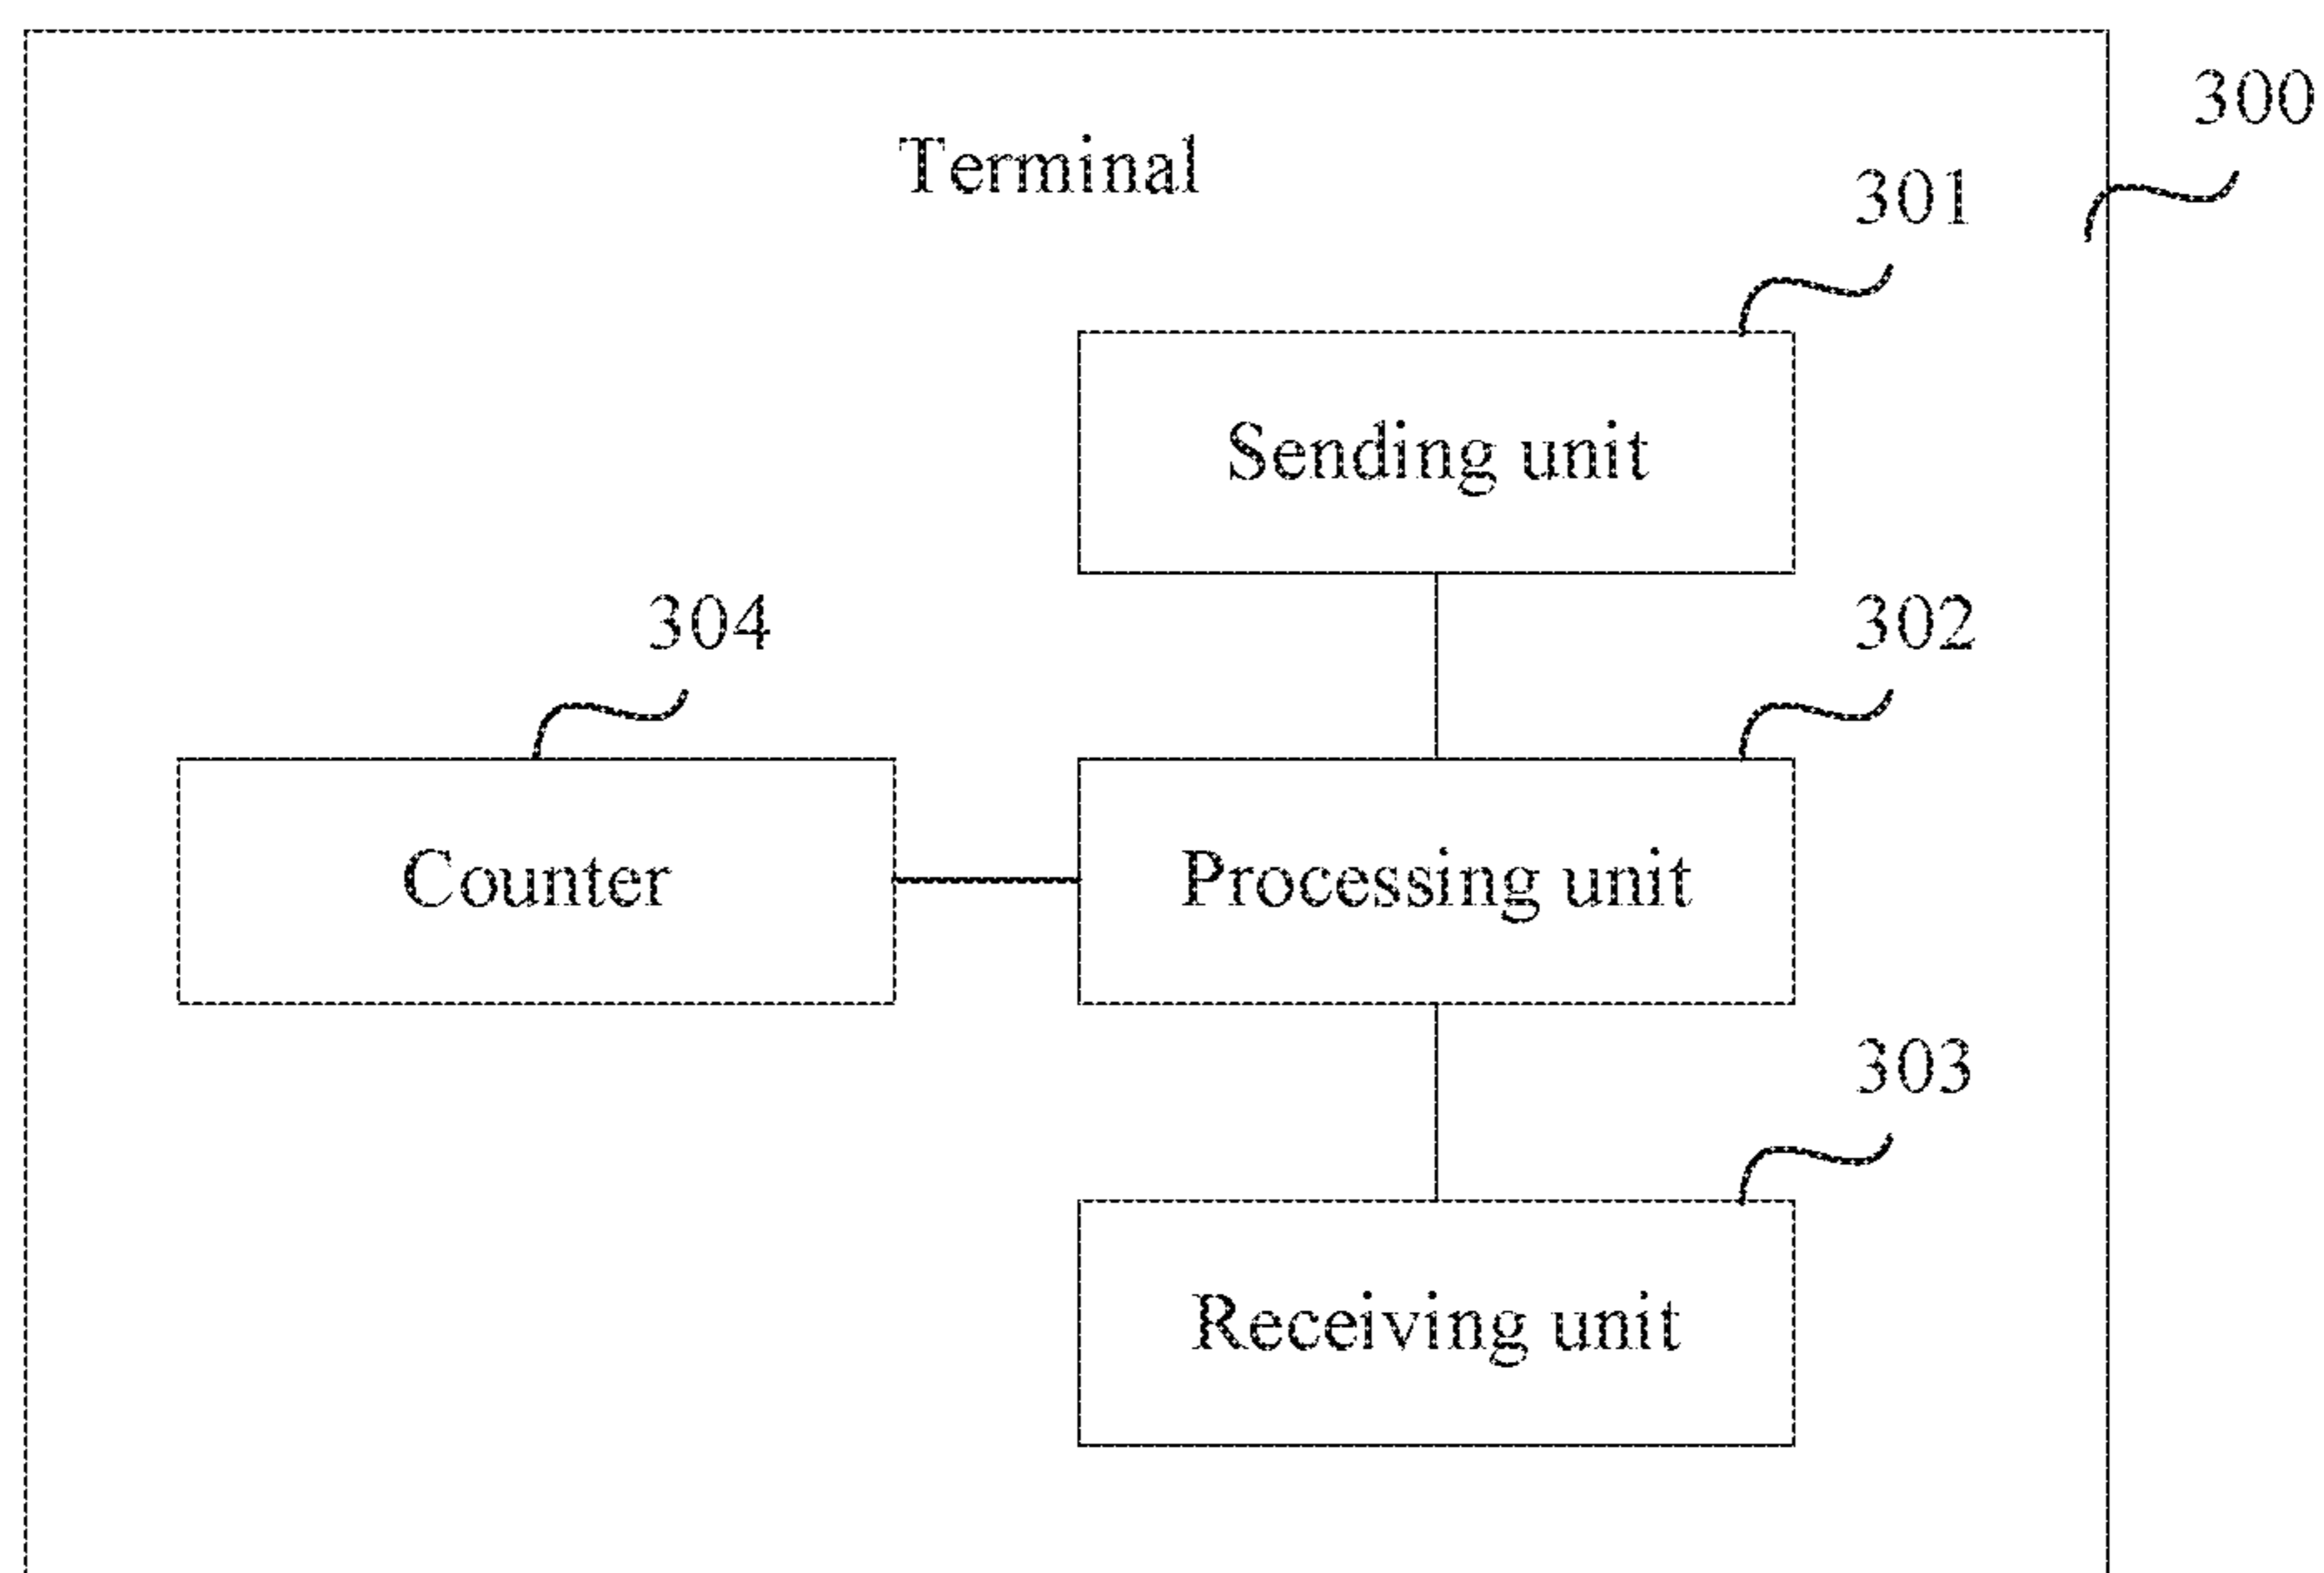 300
Terminal
301
Sending unit
304
302
Counter
Processing unit
303
Receiving unit